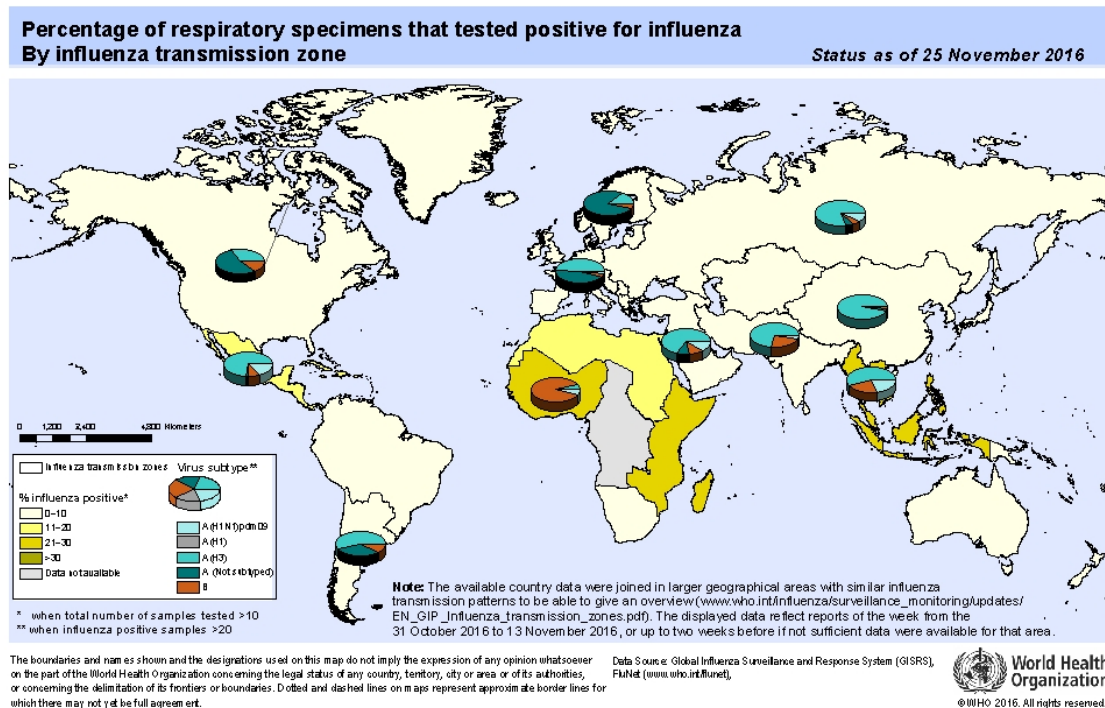 Percentage of respiratory specimens that tested positive for influenza
By influenza transmission zone
Status as of 25 November 2016
0 1,200 2,400 4,800 Kilometers
Influenza transmission zones
Virus subtype**
% influenza positive*
0–10
11–20
21–30
>30
Data not available
A(H1N1)pdm09
A(H1)
A(H3)
A (Not subtyped)
B
* when total number of samples tested >10
** when influenza positive samples >20
Note: The available country data were joined in larger geographical areas with similar influenza
transmission patterns to be able to give an overview (www.who.int/influenza/surveillance_monitoring/updates/
EN_GIP_Influenza_transmission_zones.pdf). The displayed data reflect reports of the week from the
31 October 2016 to 13 November 2016, or up to two weeks before if not sufficient data were available for that area.
The boundaries and names shown and the designations used on this map do not imply the expression of any opinion whatsoever
on the part of the World Health Organization concerning the legal status of any country, territory, city or area or of its authorities,
or concerning the delimitation of its frontiers or boundaries. Dotted and dashed lines on maps represent approximate border lines for
which there may not yet be full agreement.
Data Source: Global Influenza Surveillance and Response System (GISRS),
FluNet (www.who.int/flunet),
World Health
Organization
© WHO 2016. All rights reserved.